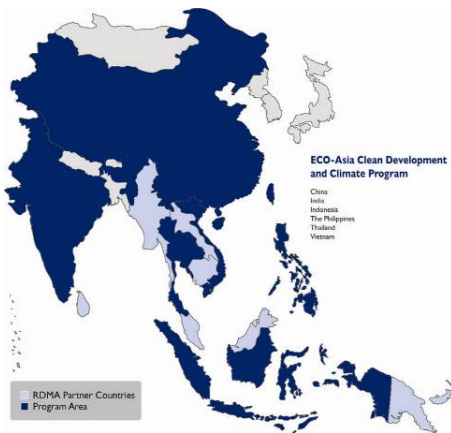 ECO-Asia Clean Development
and Climate Program
China
India
Indonesia
The Philippines
Thailand
Vietnam
RDMA Partner Countries
Program Area